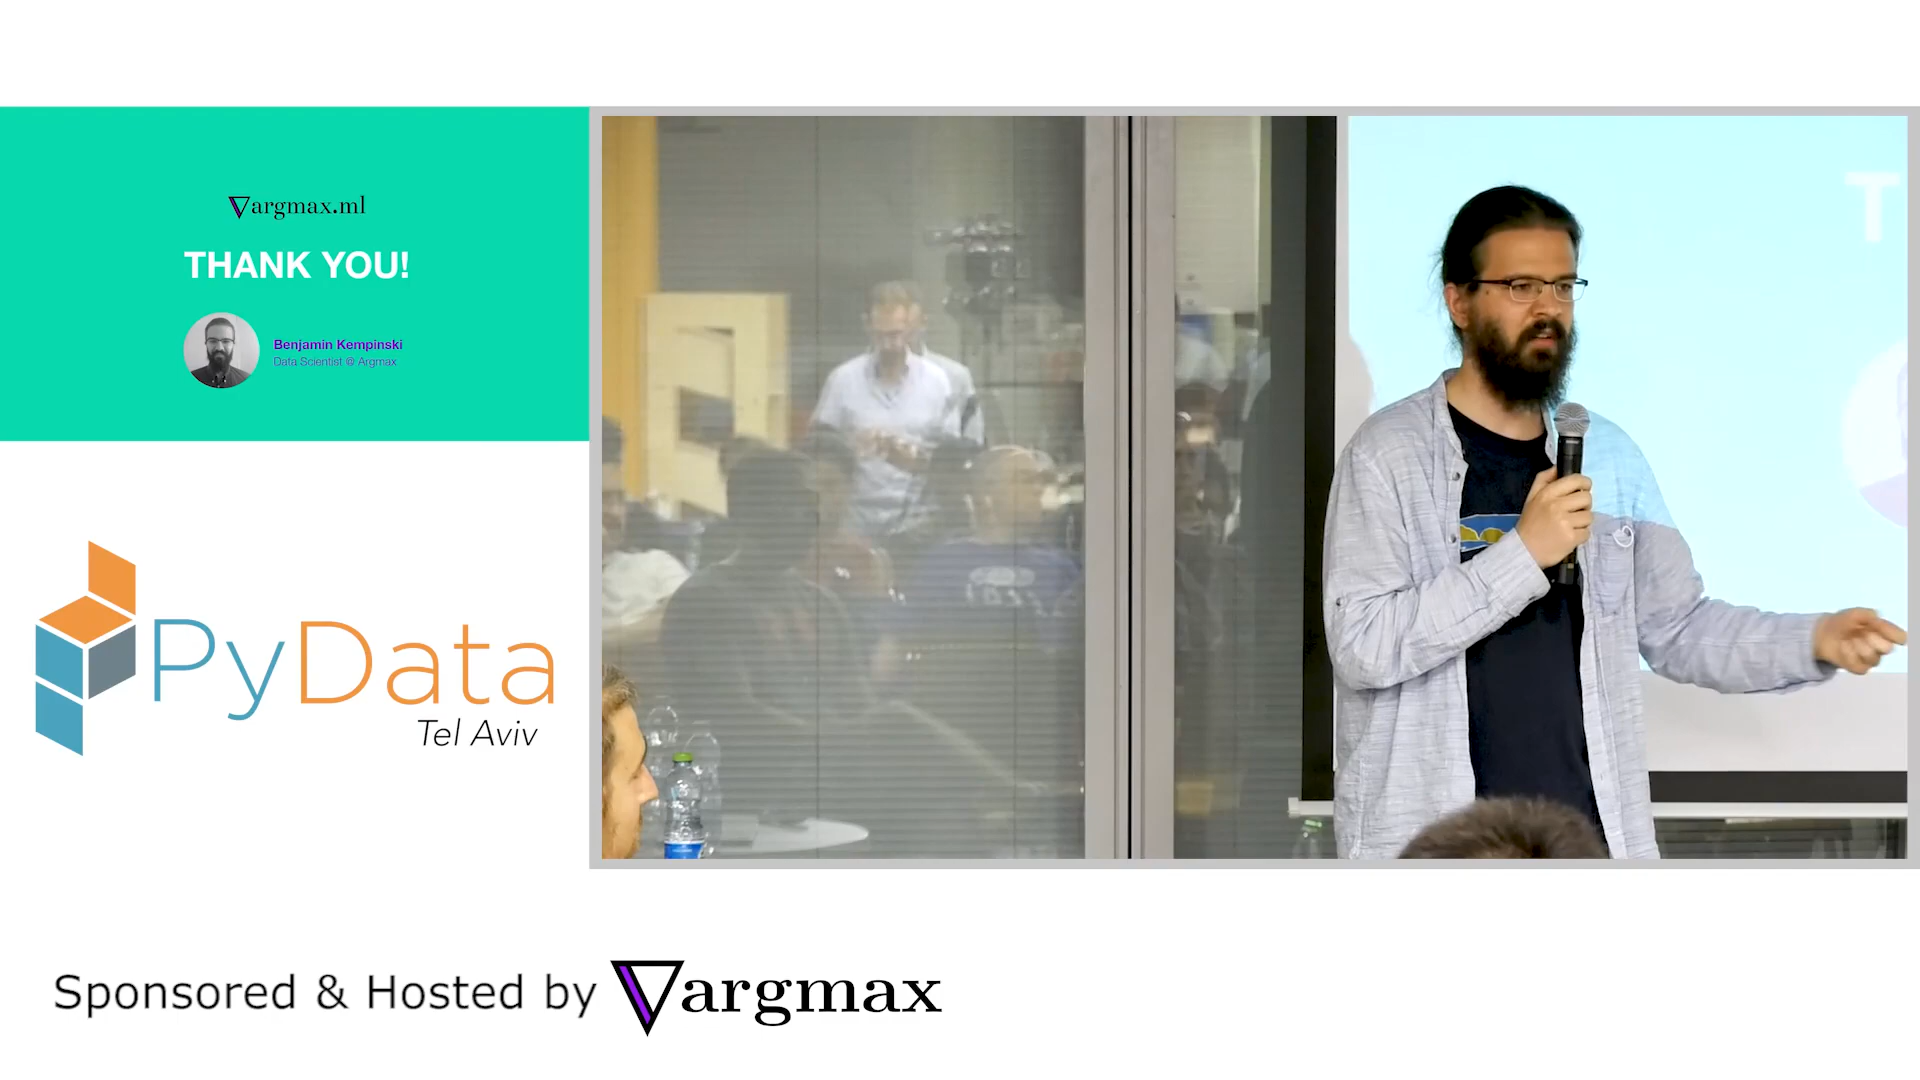 argmax.ml
THANK YOU!
Benjamin Kempinski
Data Scientist @ Argmax
T
PyData
Tel Aviv
Sponsored & Hosted by argmax